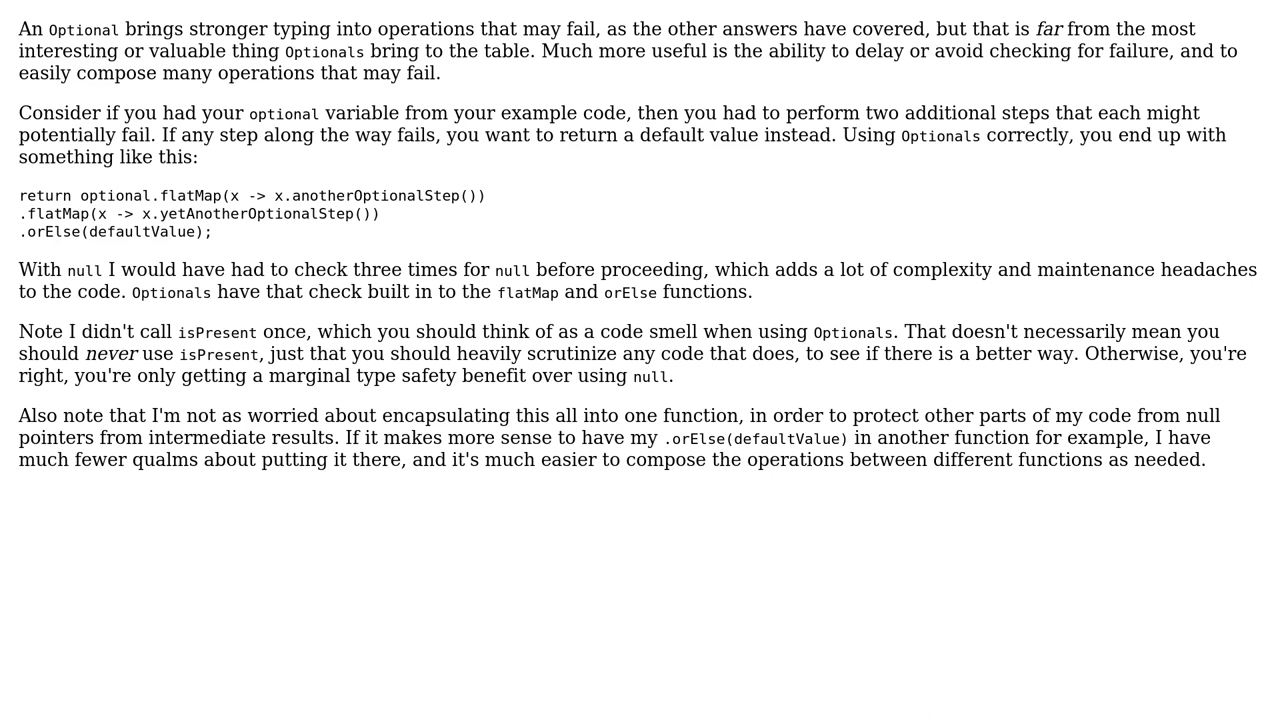 An Optional brings stronger typing into operations that may fail, as the other answers have covered, but that is far from the most
interesting or valuable thing Optionals bring to the table. Much more useful is the ability to delay or avoid checking for failure, and to
easily compose many operations that may fail.
Consider if you had your optional variable from your example code, then you had to perform two additional steps that each might
potentially fail. If any step along the way fails, you want to return a default value instead. Using Optionals correctly, you end up with
something like this:
return optional.flatMap(x -> x.anotherOptionalStep())
.flatMap(x -> x.yetAnotherOptionalStep())
.orElse(defaultValue);
With null I would have had to check three times for null before proceeding, which adds a lot of complexity and maintenance headaches
to the code. Optionals have that check built in to the flatMap and orElse functions.
Note I didn't call isPresent once, which you should think of as a code smell when using Optionals. That doesn't necessarily mean you
should never use isPresent, just that you should heavily scrutinize any code that does, to see if there is a better way. Otherwise, you're
right, you're only getting a marginal type safety benefit over using null.
Also note that I'm not as worried about encapsulating this all into one function, in order to protect other parts of my code from null
pointers from intermediate results. If it makes more sense to have my .orElse(defaultValue) in another function for example, I have
much fewer qualms about putting it there, and it's much easier to compose the operations between different functions as needed.